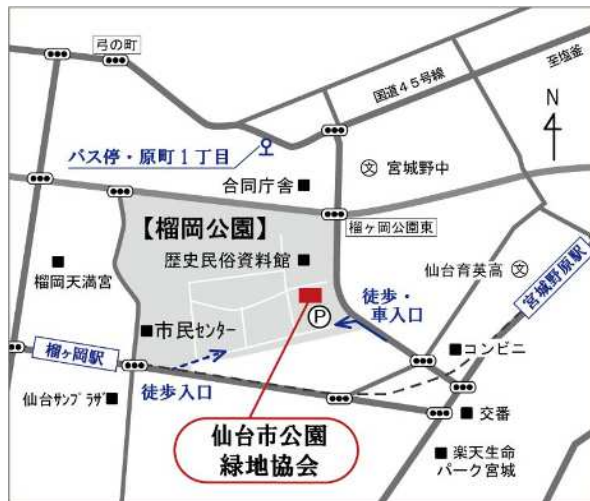 弓の町
国道45号線
至塩釜
N
バス停・原町1丁目
文 宮城野中
合同庁舎
【榴岡公園】
榴ヶ岡公園東
歴史民俗資料館
仙台育英高 文
宮城野原駅
榴岡天満宮
徒歩・
車入口
P
市民センター
榴ヶ岡駅
コンビニ
徒歩入口
仙台サンプラザ
交番
仙台市公園
緑地協会
楽天生命
パーク宮城